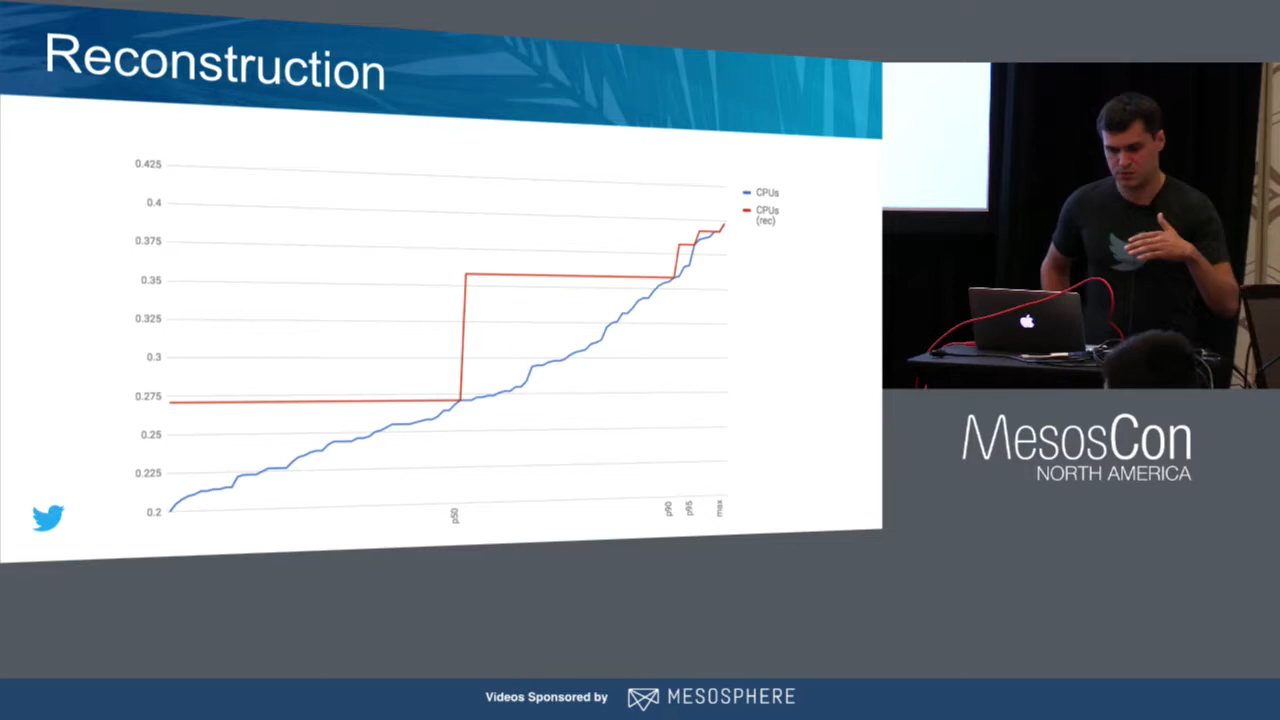 Reconstruction
0.425
0.4
0.375
0.35
0.325
0.3
0.275
0.25
0.225
0.2
p50
p90
p95
max
CPUs
CPUs
(rec)
MesosCon
NORTH AMERICA
Videos Sponsored by
MESOSPHERE